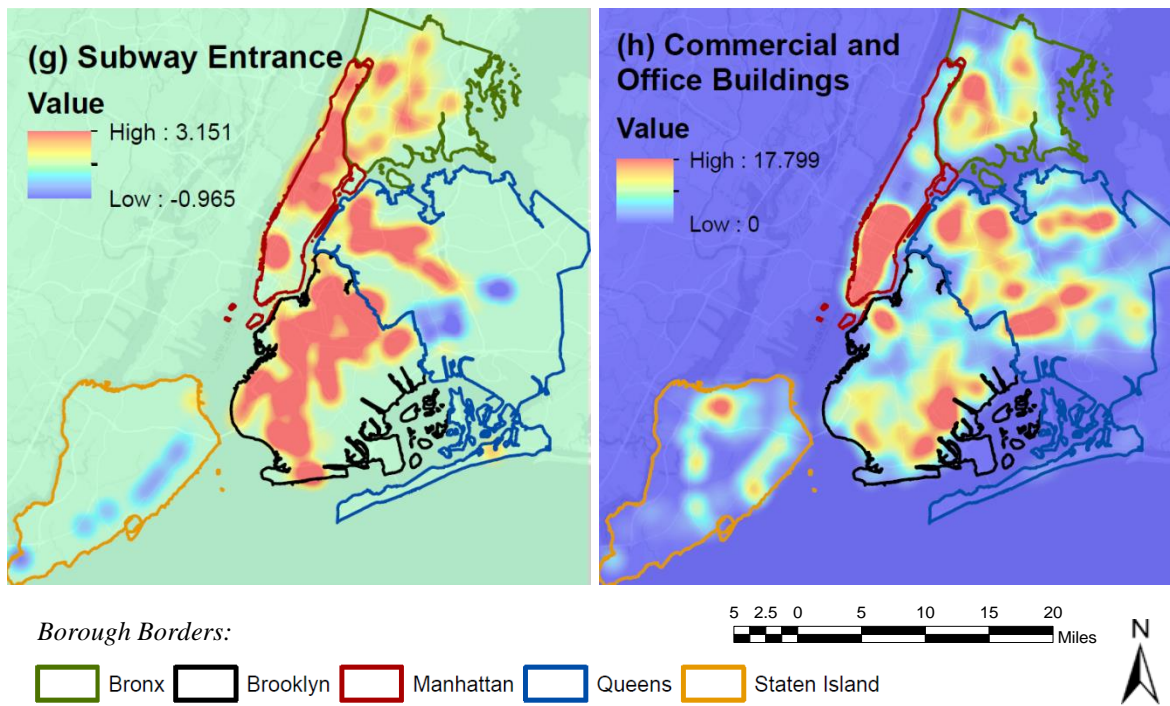 (g) Subway Entrance
Value
High : 3.151
Low : -0.965
(h) Commercial and
Office Buildings
Value
High : 17.799
Low : 0
Borough Borders:
5 2.5 0 5 10 15 20
Miles
N
Bronx Brooklyn Manhattan Queens Staten Island